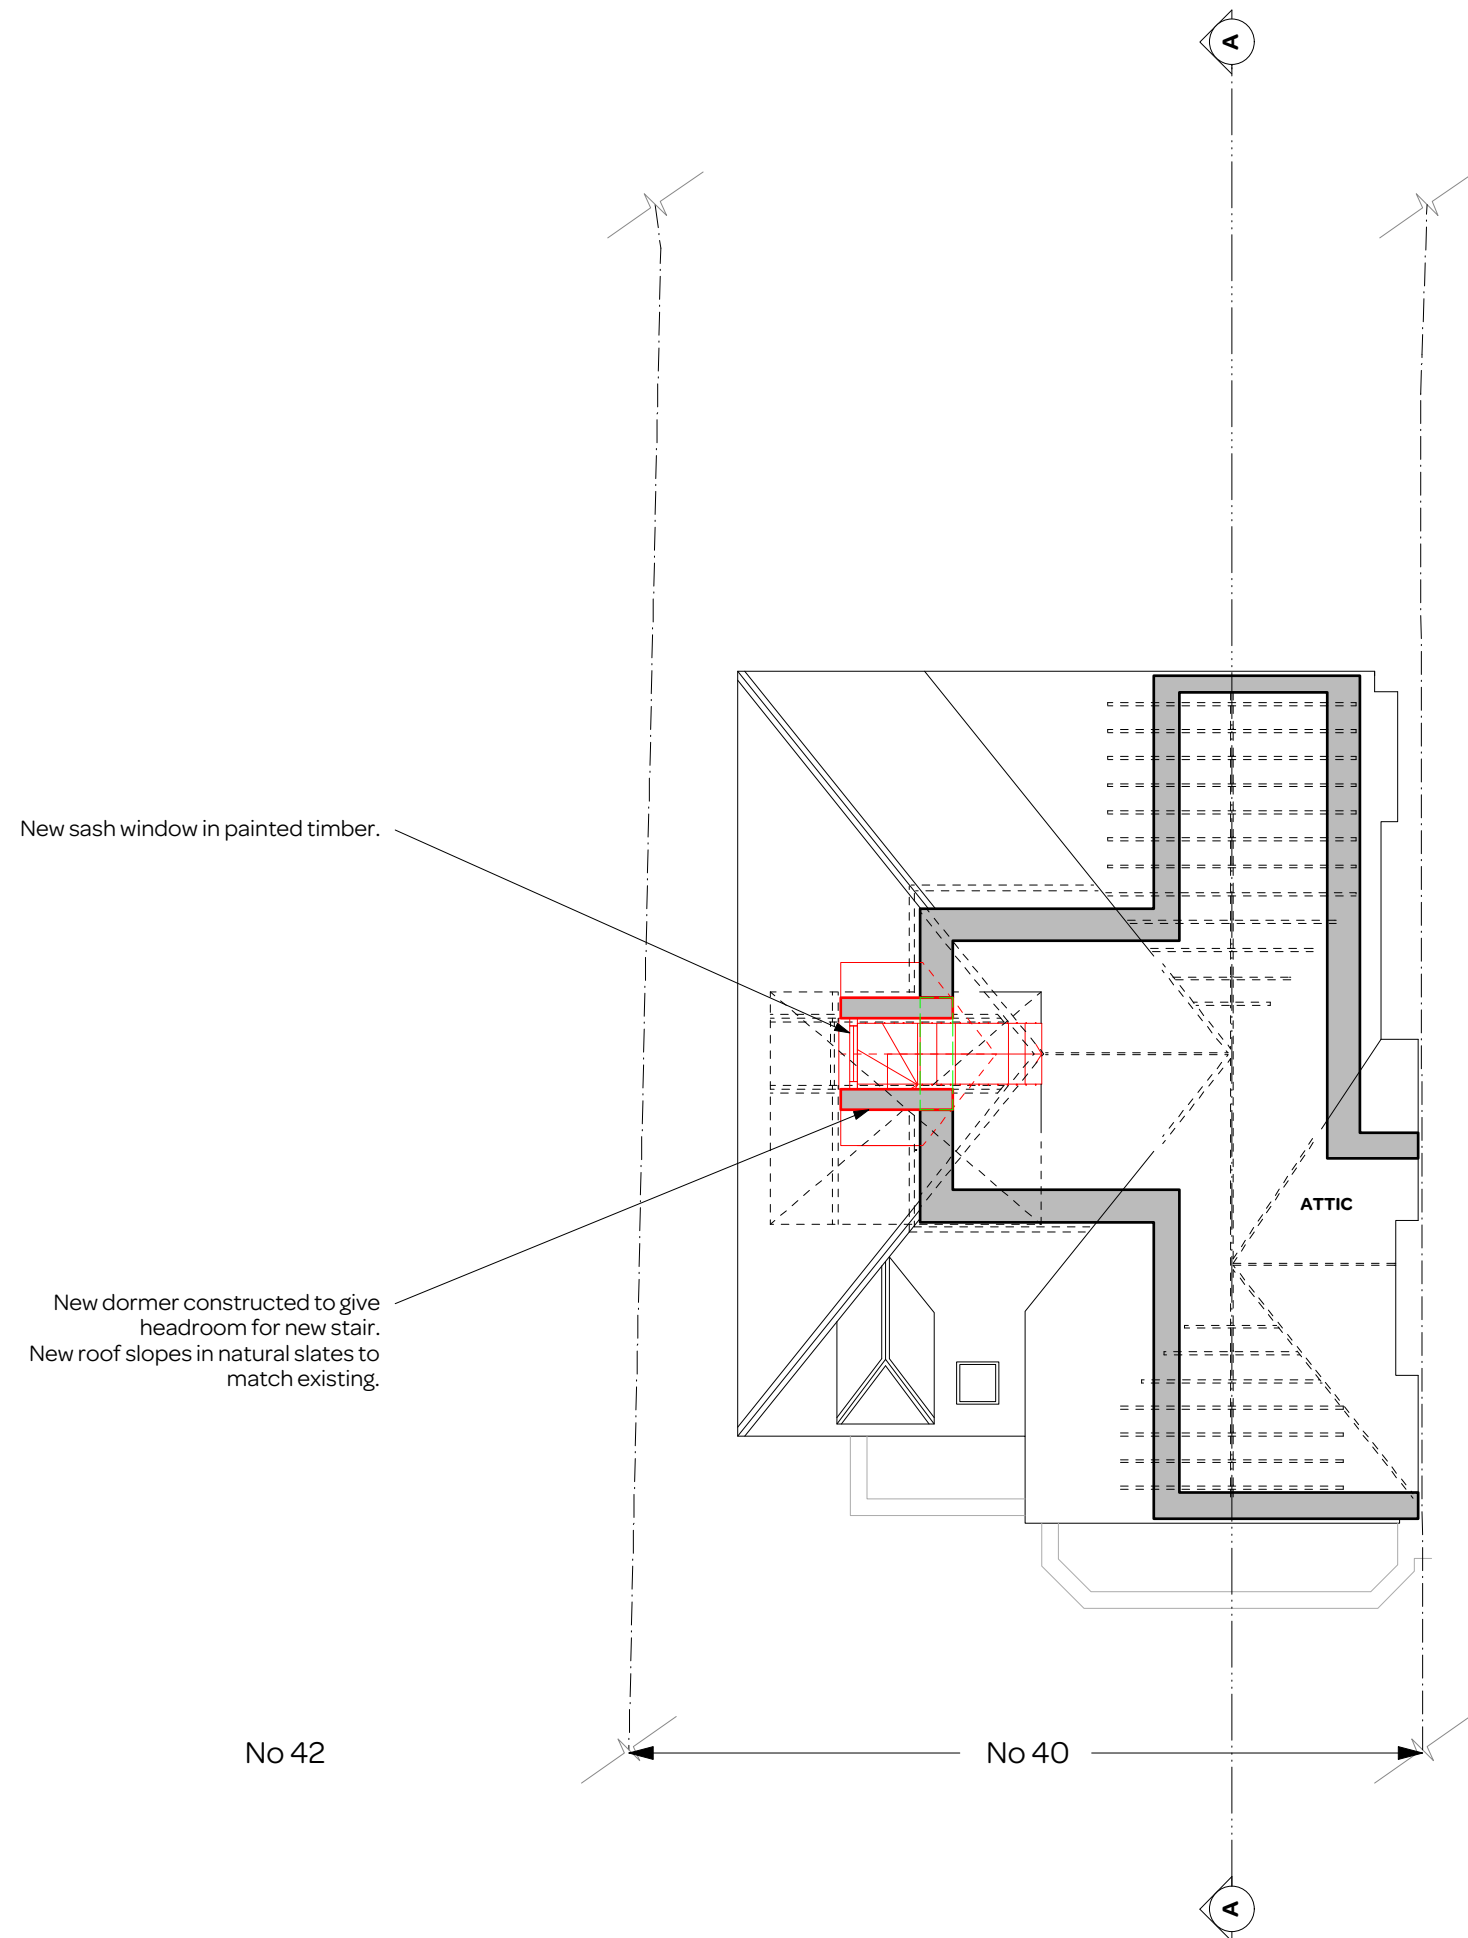 A
New sash window in painted timber.
ATTIC
New dormer constructed to give
headroom for new stair.
New roof slopes in natural slates to
match existing.
No 42
No 40
A